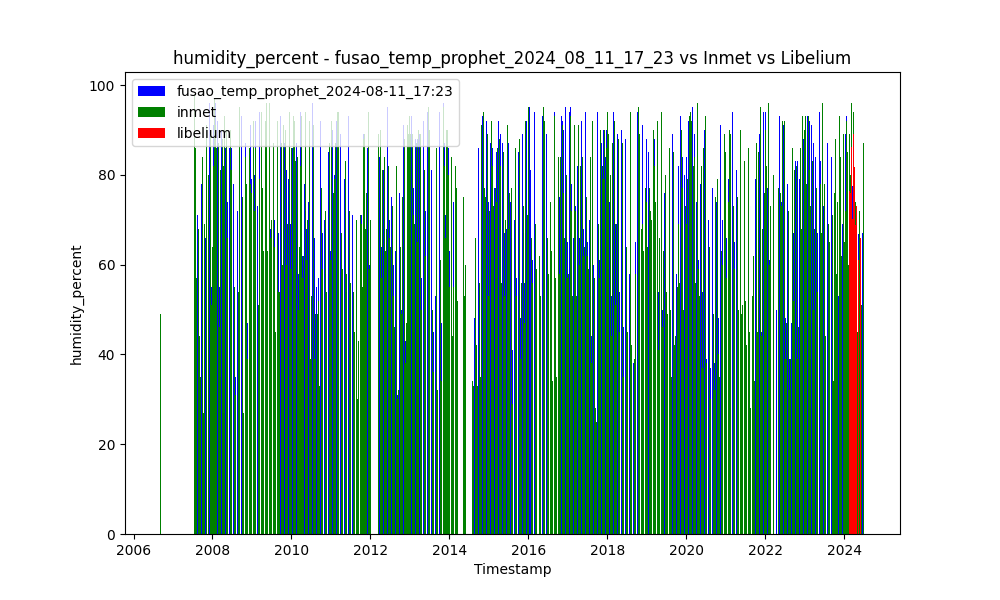 humidity_percent - fusao_temp_prophet_2024_08_11_17_23 vs Inmet vs Libelium
fusao_temp_prophet_2024-08-11_17:23
inmet
libelium
humidity_percent
100
80
60
40
20
0
2006 2008 2010 2012 2014 2016 2018 2020 2022 2024
Timestamp